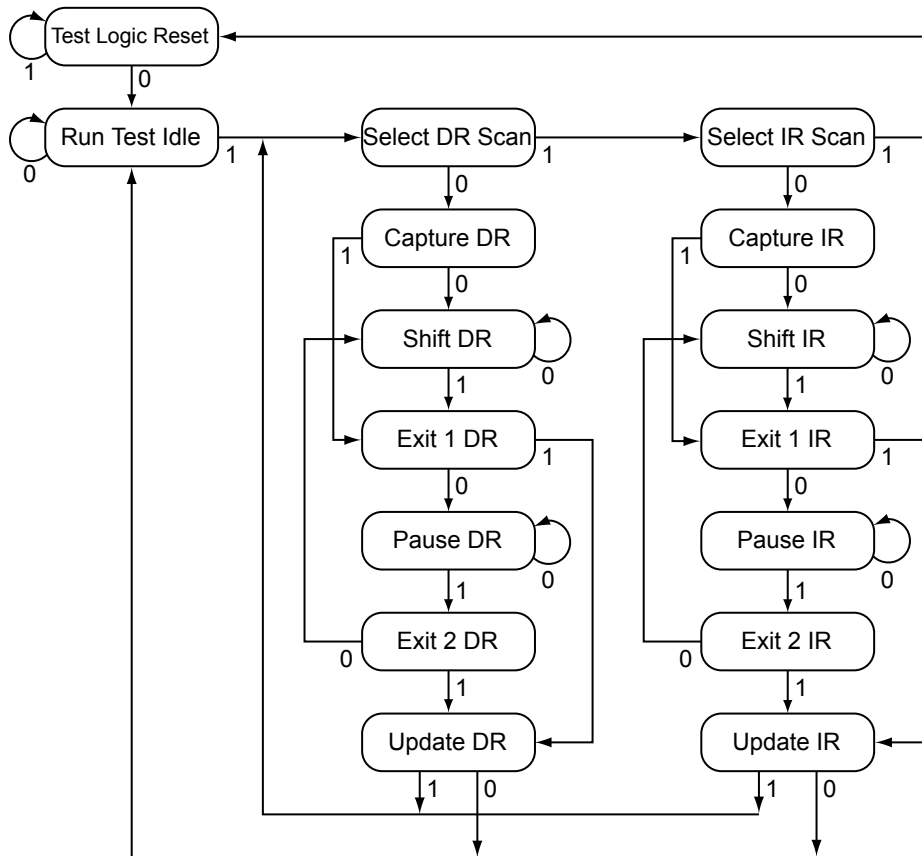 Test Logic Reset
1
0
Run Test Idle
0
1
Select DR Scan
1
0
Select IR Scan
1
0
Capture DR
1
0
Capture IR
1
0
Shift DR
0
1
Shift IR
0
1
Exit 1 DR
1
0
Exit 1 IR
1
0
Pause DR
0
1
Pause IR
0
1
Exit 2 DR
0
1
Exit 2 IR
0
1
Update DR
1
0
Update IR
1
0